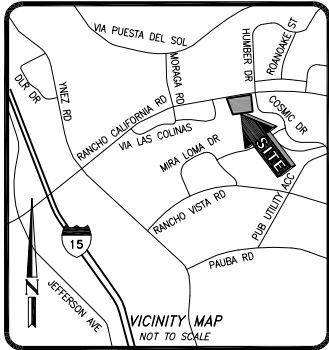 VIA PUESTA DEL SOL
HUMBER DR
ROANOAKE ST
MORAGA RD
DLR DR
YNEZ RD
RANCHO CALIFORNIA RD
COSMIC DR
VIA LAS COLINAS
SITE
MIRA LOMA DR
PUB UTILITY ACC
RANCHO VISTA RD
15
PAUBA RD
N
JEFFERSON AVE
VICINITY MAP
NOT TO SCALE